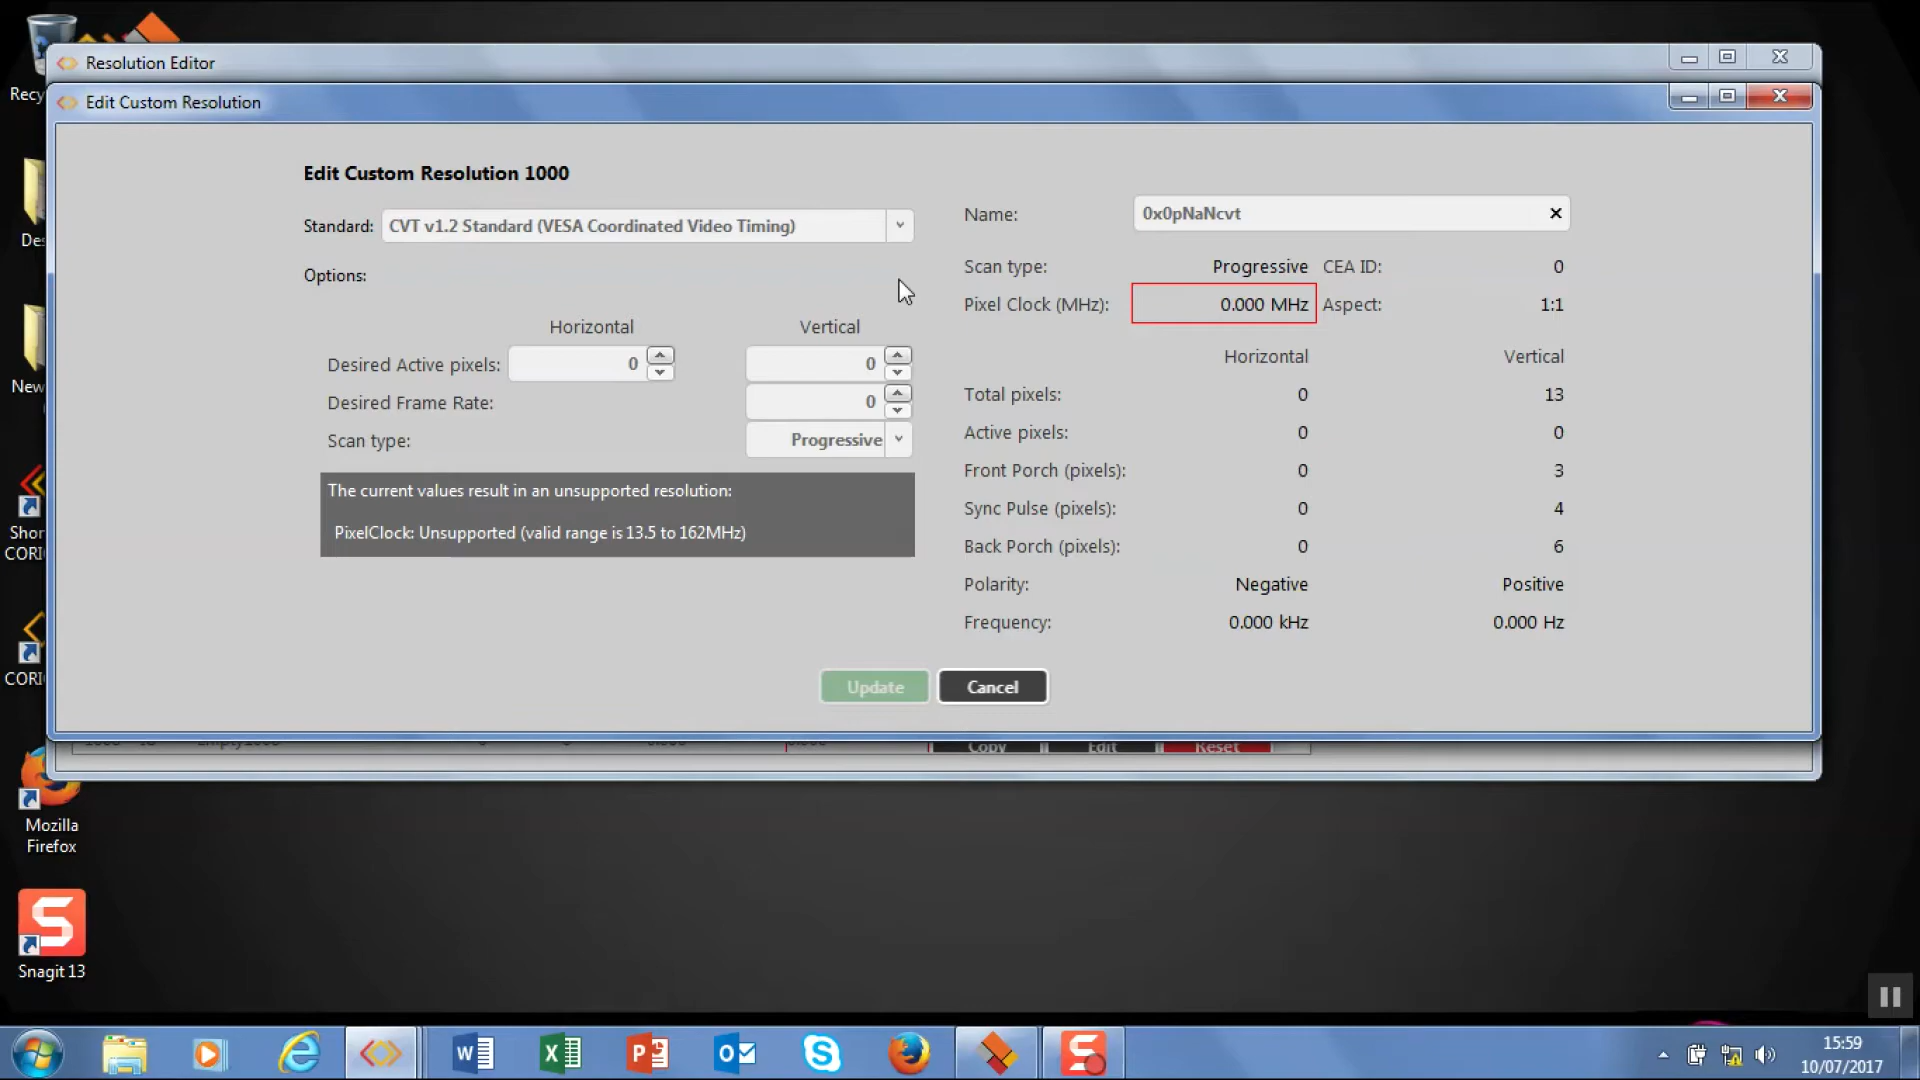 Resolution Editor
Edit Custom Resolution
Edit Custom Resolution 1000
Standard: CVT v1.2 Standard (VESA Coordinated Video Timing)
Options:
Horizontal Vertical
Desired Active pixels: 0 0
Desired Frame Rate: 0
Scan type: Progressive
The current values result in an unsupported resolution:
PixelClock: Unsupported (valid range is 13.5 to 162MHz)
Name: 0x0pNaNcvt
Scan type: Progressive CEA ID: 0
Pixel Clock (MHz): 0.000 MHz Aspect: 1:1
Horizontal Vertical
Total pixels: 0 13
Active pixels: 0 0
Front Porch (pixels): 0 3
Sync Pulse (pixels): 0 4
Back Porch (pixels): 0 6
Polarity: Negative Positive
Frequency: 0.000 kHz 0.000 Hz
Update Cancel
Copy Edit Reset
Recy
Des
New
Shor
CORI
CORI
Mozilla
Firefox
Snagit 13
15:59
10/07/2017